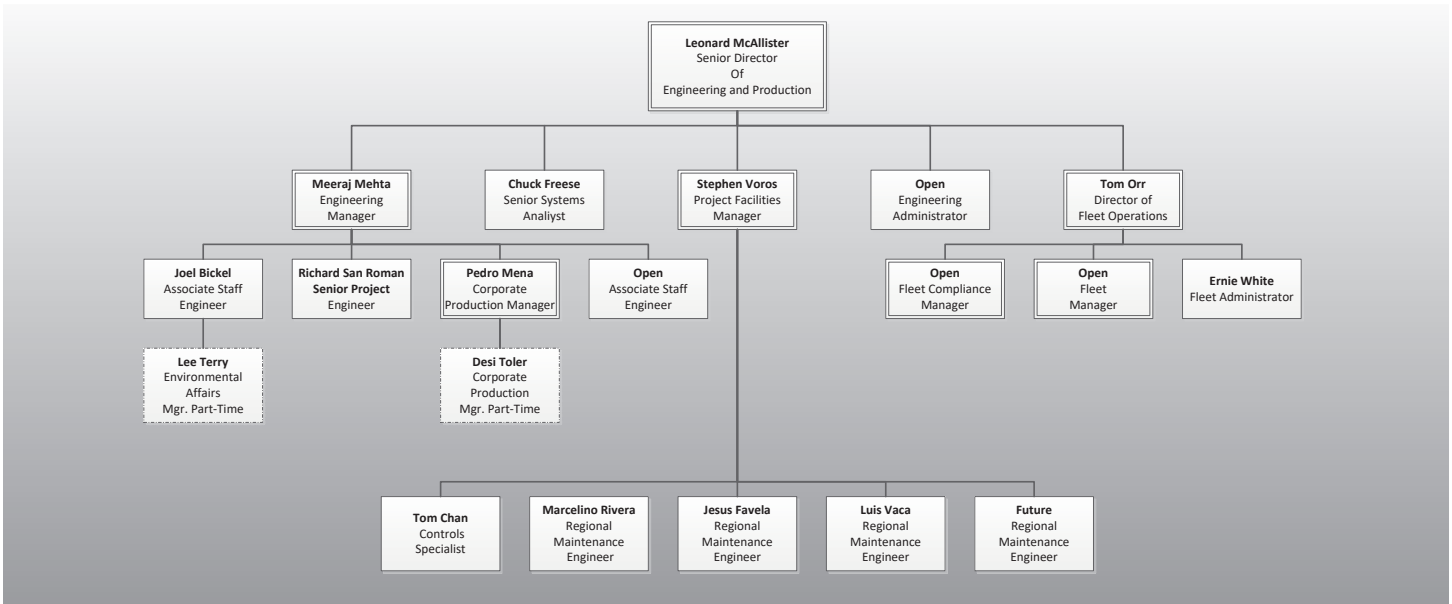 Leonard McAllister
Senior Director
Of
Engineering and Production
Meeraj Mehta
Engineering
Manager
Chuck Freese
Senior Systems
Analyist
Stephen Voros
Project Facilities
Manager
Open
Engineering
Administrator
Tom Orr
Director of
Fleet Operations
Joel Bickel
Associate Staff
Engineer
Richard San Roman
Senior Project
Engineer
Pedro Mena
Corporate
Production Manager
Open
Associate Staff
Engineer
Open
Fleet Compliance
Manager
Open
Fleet
Manager
Ernie White
Fleet Administrator
Lee Terry
Environmental
Affairs
Mgr. Part-Time
Desi Toler
Corporate
Production
Mgr. Part-Time
Tom Chan
Controls
Specialist
Marcelino Rivera
Regional
Maintenance
Engineer
Jesus Favela
Regional
Maintenance
Engineer
Luis Vaca
Regional
Maintenance
Engineer
Future
Regional
Maintenance
Engineer